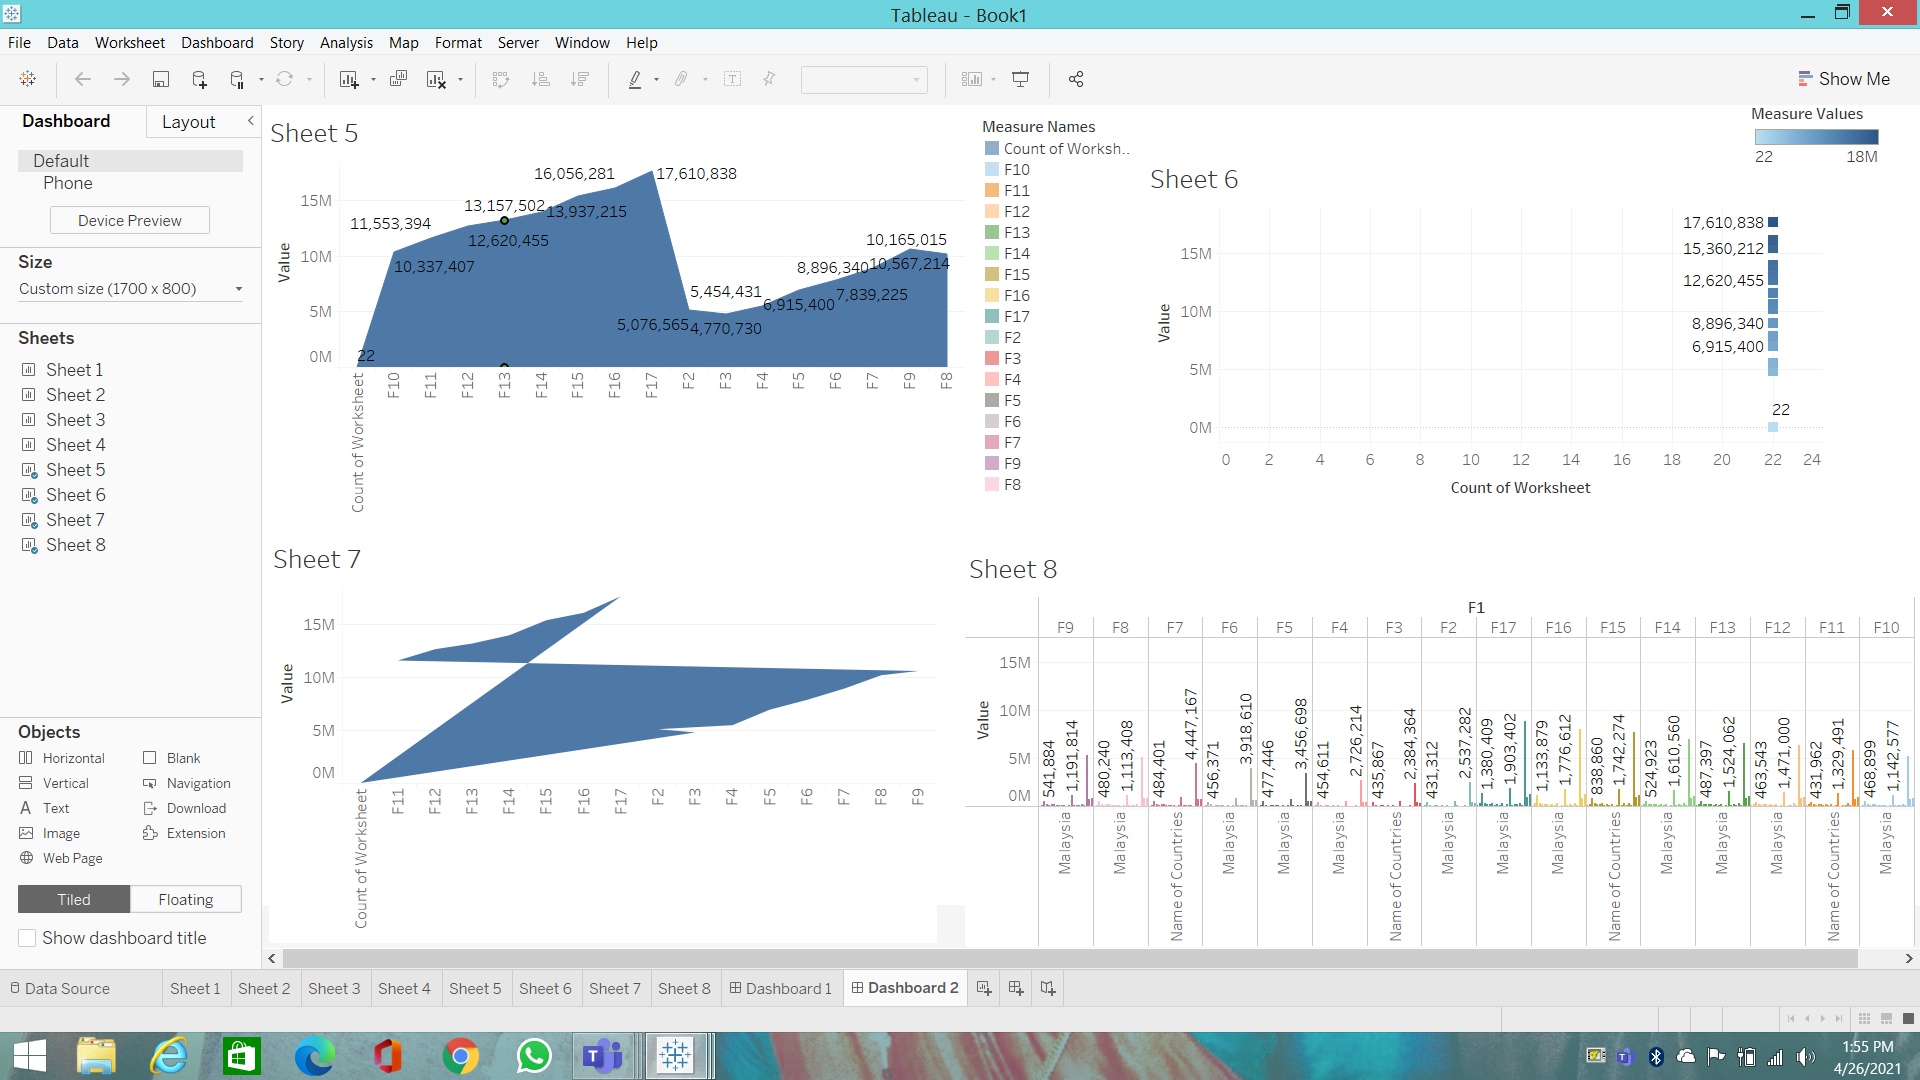 Tableau - Book1
File Data Worksheet Dashboard Story Analysis Map Format Server Window Help
Show Me
Dashboard Layout
Default
Phone
Device Preview
Size
Custom size (1700 x 800)
Sheets
Sheet 1
Sheet 2
Sheet 3
Sheet 4
Sheet 5
Sheet 6
Sheet 7
Sheet 8
Objects
Horizontal Blank
Vertical Navigation
Text Download
Image Extension
Web Page
Tiled Floating
Show dashboard title
Sheet 5
Value
15M
10M
5M
0M
22
10,337,407
11,553,394
12,620,455
13,157,502
13,937,215
16,056,281
17,610,838
5,076,565
4,770,730
5,454,431
6,915,400
7,839,225
8,896,340
10,567,214
10,165,015
Count of Worksheet F10 F11 F12 F13 F14 F15 F16 F17 F2 F3 F4 F5 F6 F7 F9 F8
Measure Names
Count of Worksh..
F10
F11
F12
F13
F14
F15
F16
F17
F2
F3
F4
F5
F6
F7
F9
F8
Measure Values
22 18M
Sheet 6
Value
15M
10M
5M
0M
17,610,838
15,360,212
12,620,455
8,896,340
6,915,400
22
0 2 4 6 8 10 12 14 16 18 20 22 24
Count of Worksheet
Sheet 7
Value
15M
10M
5M
0M
Count of Worksheet F11 F12 F13 F14 F15 F16 F17 F2 F3 F4 F5 F6 F7 F8 F9
Sheet 8
F1
F9 F8 F7 F6 F5 F4 F3 F2 F17 F16 F15 F14 F13 F12 F11 F10
Value
15M
10M
5M
0M
541,884 1,191,814 480,240 1,113,408 484,401 4,447,167 456,371 3,918,610 477,446 3,456,698 454,611 2,726,214 435,867 2,384,364 431,312 2,537,282 1,380,409 1,903,402 1,133,879 1,776,612 838,860 1,742,274 524,923 1,610,560 487,397 1,524,062 463,543 1,471,000 431,962 1,329,491 468,899 1,142,577
Malaysia Malaysia Name of Countries Malaysia Malaysia Malaysia Name of Countries Malaysia Malaysia Malaysia Name of Countries Malaysia Malaysia Malaysia Name of Countries Malaysia
Data Source Sheet 1 Sheet 2 Sheet 3 Sheet 4 Sheet 5 Sheet 6 Sheet 7 Sheet 8 Dashboard 1 Dashboard 2
1:55 PM
4/26/2021